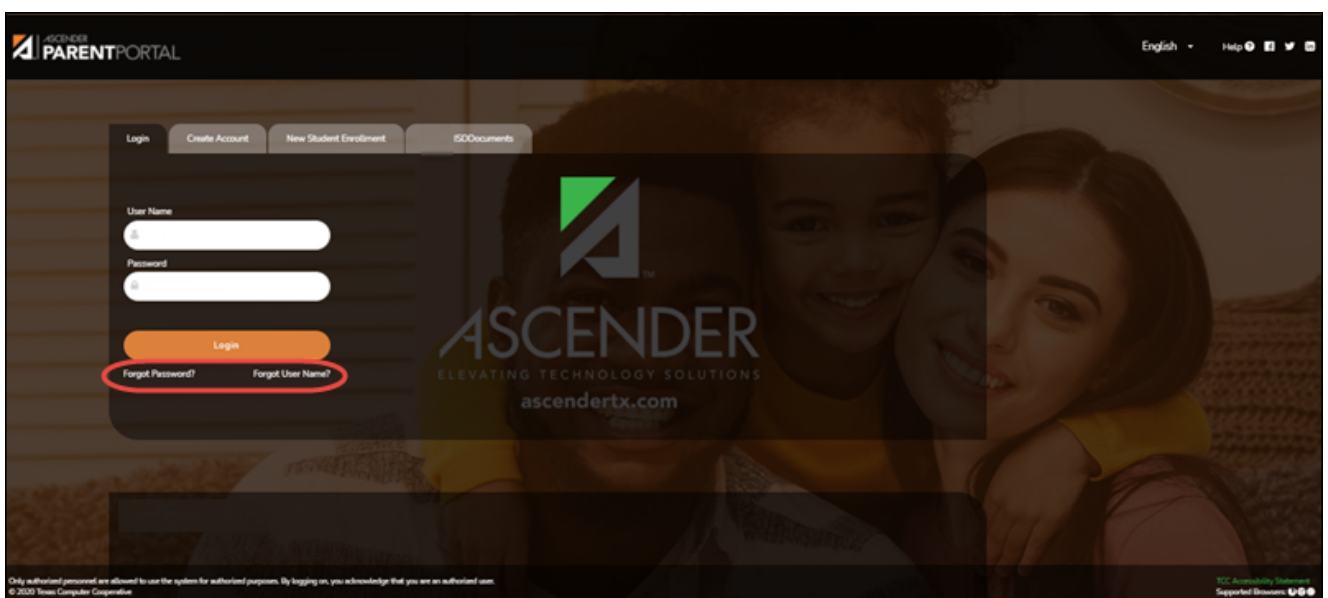 ASCENDER
PARENTPORTAL
English
Help
Login
Create Account
New Student Enrollment
ISDDocuments
User Name
Password
Login
Forgot Password?
Forgot User Name?
ASCENDER
TM
ELEVATING TECHNOLOGY SOLUTIONS
ascendertx.com
Only authorized personnel are allowed to use the system for authorized purposes. By logging on, you acknowledge that you are an authorized user.
© 2020 Texas Computer Cooperative
TCC Accessibility Statement
Supported Browsers: